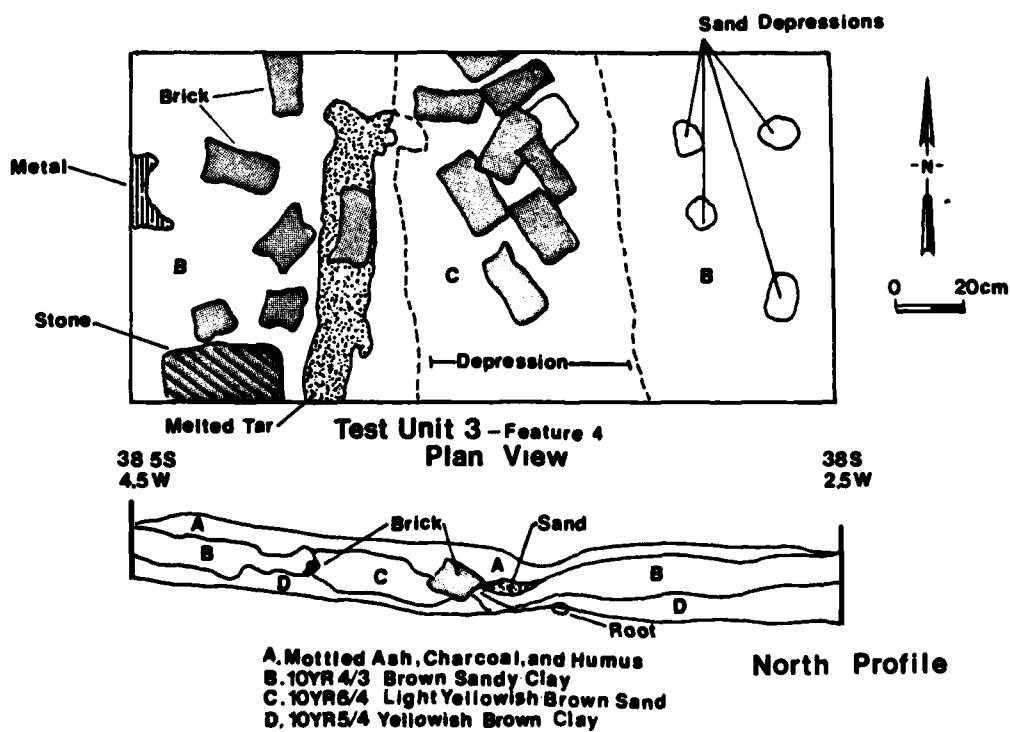 Sand Depressions
Brick
Metal
-N-
B
C
B
0 20cm
Stone
Depression
Melted Tar
Test Unit 3 - Feature 4
Plan View
38 5S
4.5W
38S
2.5W
A
Brick
Sand
B
A
C
B
D
D
Root
A. Mottled Ash, Charcoal, and Humus
B. 10YR 4/3 Brown Sandy Clay
C. 10YR6/4 Light Yellowish Brown Sand
D. 10YR5/4 Yellowish Brown Clay
North Profile